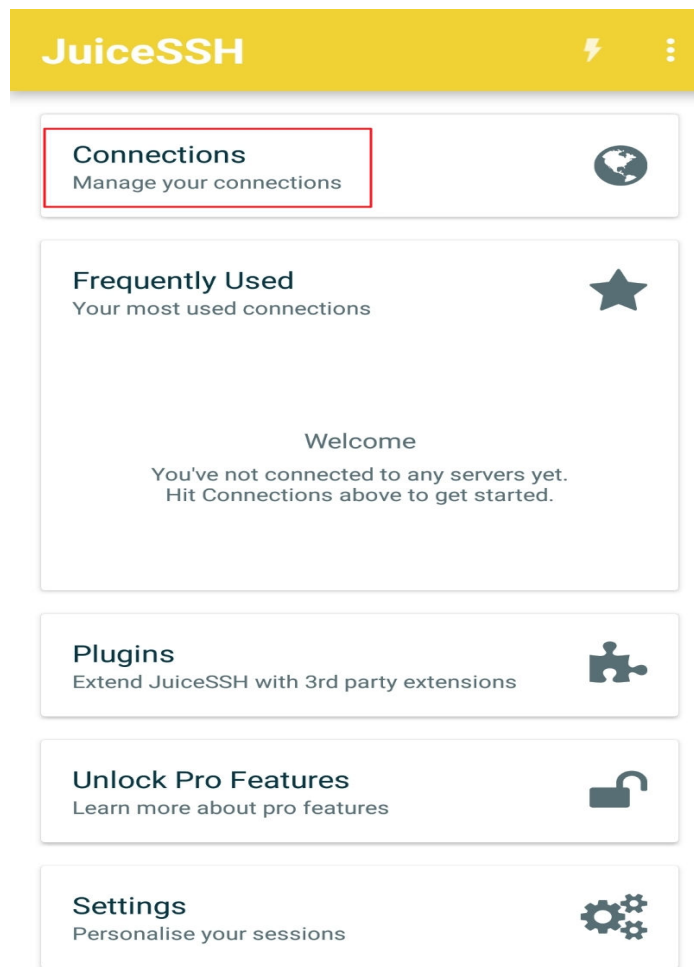 JuiceSSH
Connections
Manage your connections
Frequently Used
Your most used connections
Welcome
You've not connected to any servers yet.
Hit Connections above to get started.
Plugins
Extend JuiceSSH with 3rd party extensions
Unlock Pro Features
Learn more about pro features
Settings
Personalise your sessions